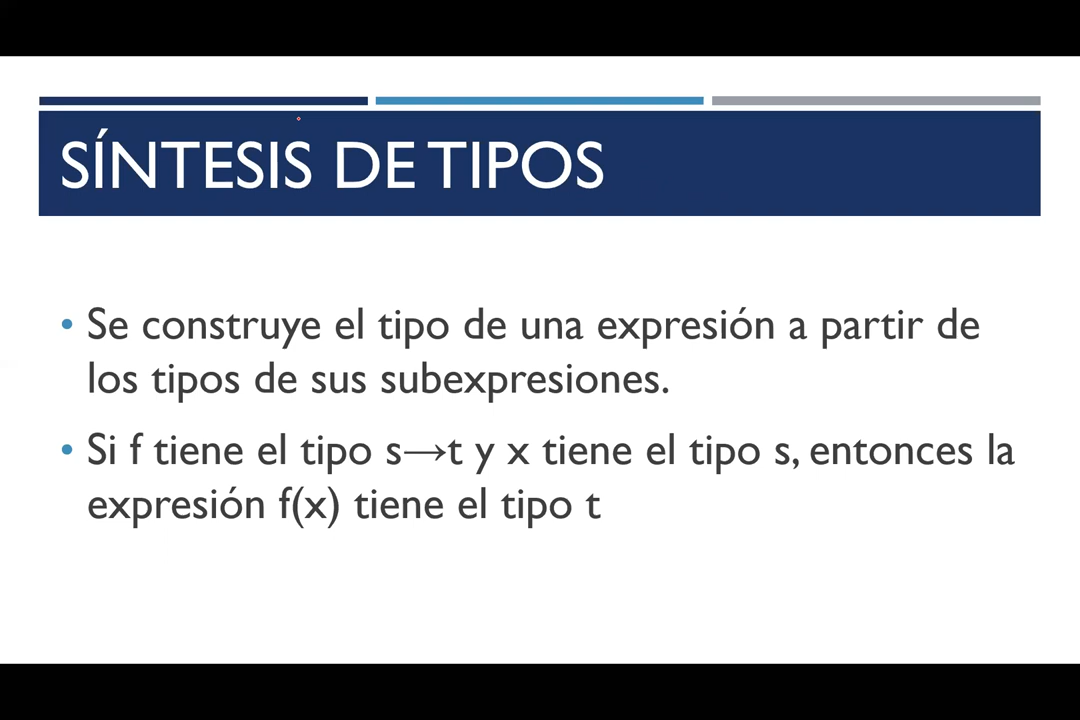 SÍNTESIS DE TIPOS
• Se construye el tipo de una expresión a partir de
los tipos de sus subexpresiones.
• Si f tiene el tipo s→t y x tiene el tipo s, entonces la
expresión f(x) tiene el tipo t